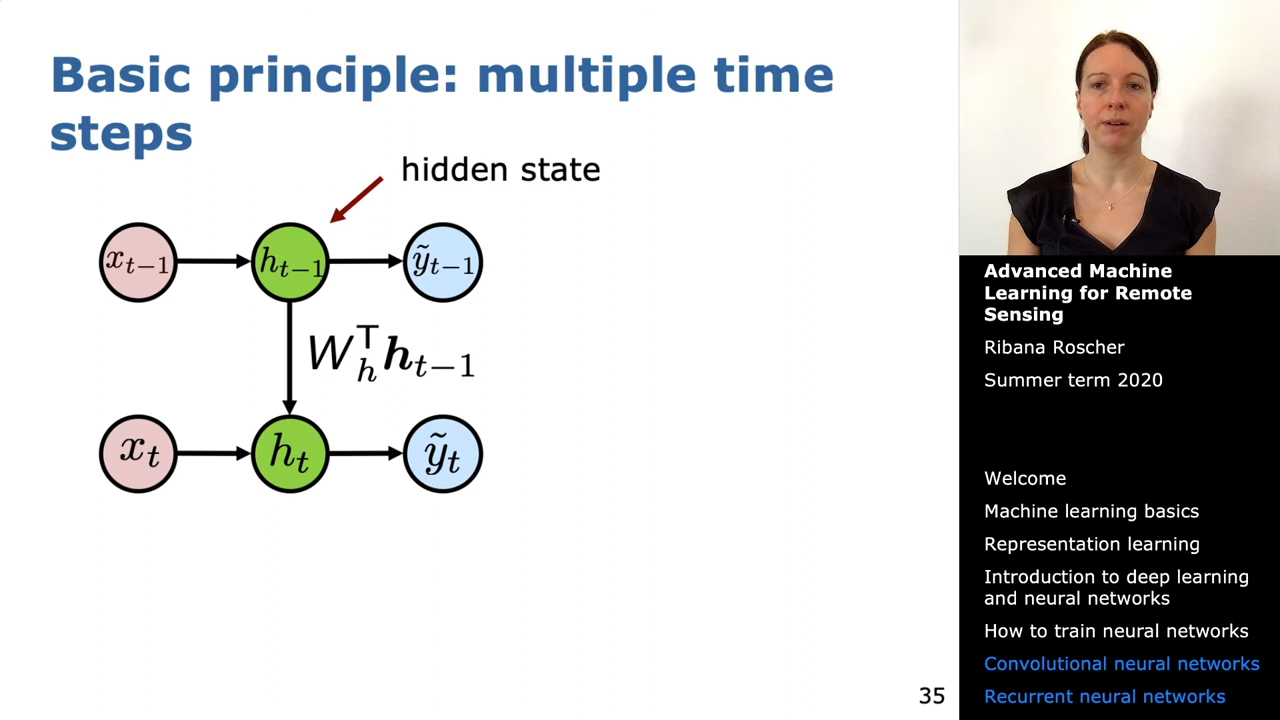 Basic principle: multiple time
steps
hidden state
x_{t−1} h_{t−1} ỹ_{t−1}
W_h^T h_{t−1}
x_t h_t ỹ_t
35
Advanced Machine
Learning for Remote
Sensing
Ribana Roscher
Summer term 2020
Welcome
Machine learning basics
Representation learning
Introduction to deep learning
and neural networks
How to train neural networks
Convolutional neural networks
Recurrent neural networks